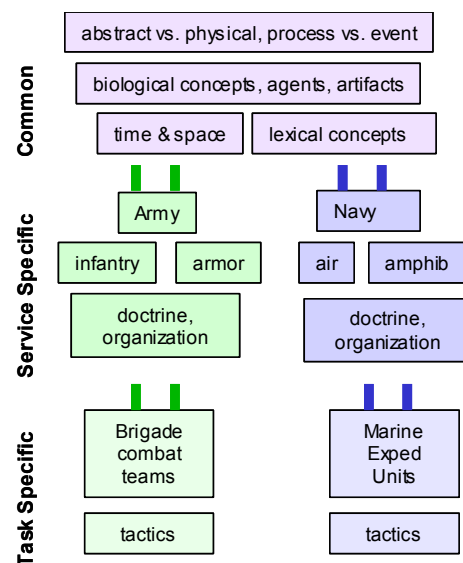 Common
abstract vs. physical, process vs. event
biological concepts, agents, artifacts
time & space
lexical concepts
Service Specific
Army
Navy
infantry
armor
air
amphib
doctrine,
organization
doctrine,
organization
Task Specific
Brigade
combat
teams
Marine
Exped
Units
tactics
tactics